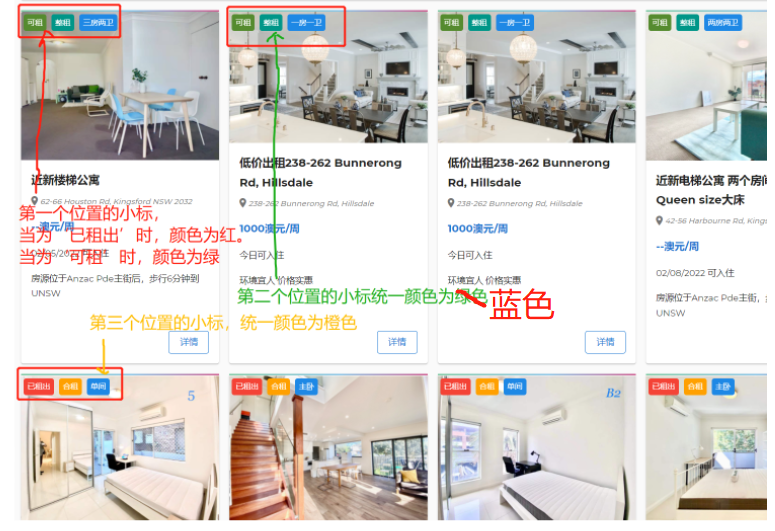 可租 整租 三房两卫
可租 整租 一房一卫
可租 整租 一房一卫
可租 整租 两房两卫
近新楼梯公寓
62-66 Houston Rd, Kingsford NSW 2032
--澳元/周
02/05/2022 可入住
房源位于Anzac Pde主街后，步行6分钟到
UNSW
详情
低价出租238-262 Bunnerong
Rd, Hillsdale
238-262 Bunnerong Rd, Hillsdale
1000澳元/周
今日可入住
环境宜人 价格实惠
详情
低价出租238-262 Bunnerong
Rd, Hillsdale
238-262 Bunnerong Rd, Hillsdale
1000澳元/周
今日可入住
环境宜人 价格实惠
详情
近新电梯公寓 两个房间
Queen size大床
42-56 Harbourne Rd, Kings
--澳元/周
02/08/2022 可入住
房源位于Anzac Pde主街，
UNSW
第一个位置的小标，
当为‘已租出’时，颜色为红。
当为‘可租’时，颜色为绿
第二个位置的小标统一颜色为绿色
蓝色
第三个位置的小标，统一颜色为橙色
已租出 合租 单间
5
已租出 合租 主卧
已租出 合租 单间
B2
已租出 合租 主卧